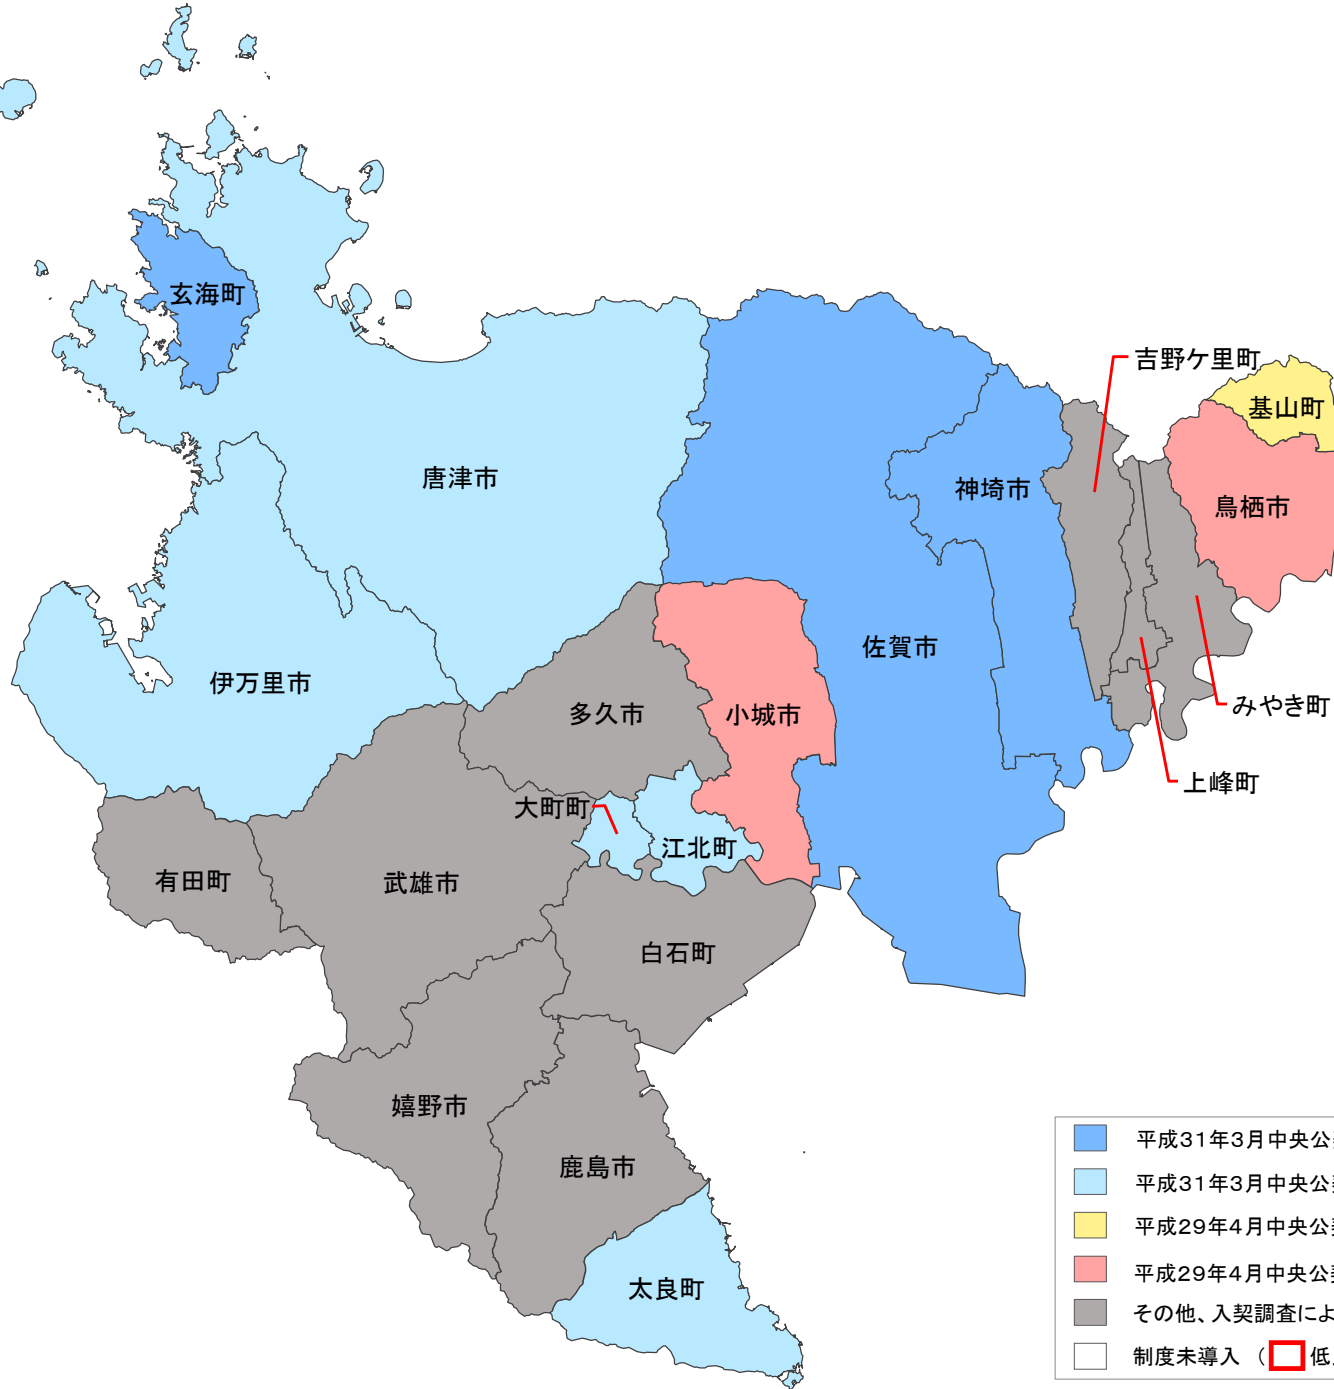 玄海町
吉野ケ里町
基山町
唐津市
神埼市
鳥栖市
佐賀市
伊万里市
多久市
小城市
みやき町
上峰町
大町町
江北町
有田町
武雄市
白石町
嬉野市
鹿島市
太良町
平成31年3月中央公
平成31年3月中央公
平成29年4月中央公
平成29年4月中央公
その他、入契調査によ
制度未導入 ( 低